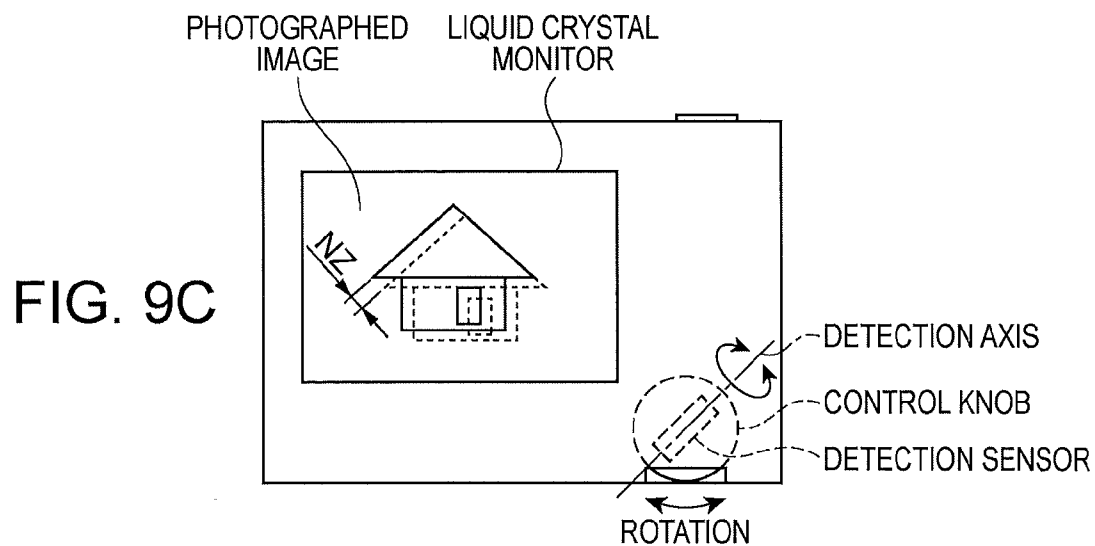 PHOTOGRAPHED
IMAGE
LIQUID CRYSTAL
MONITOR
NZ
FIG. 9C
DETECTION AXIS
CONTROL KNOB
DETECTION SENSOR
ROTATION